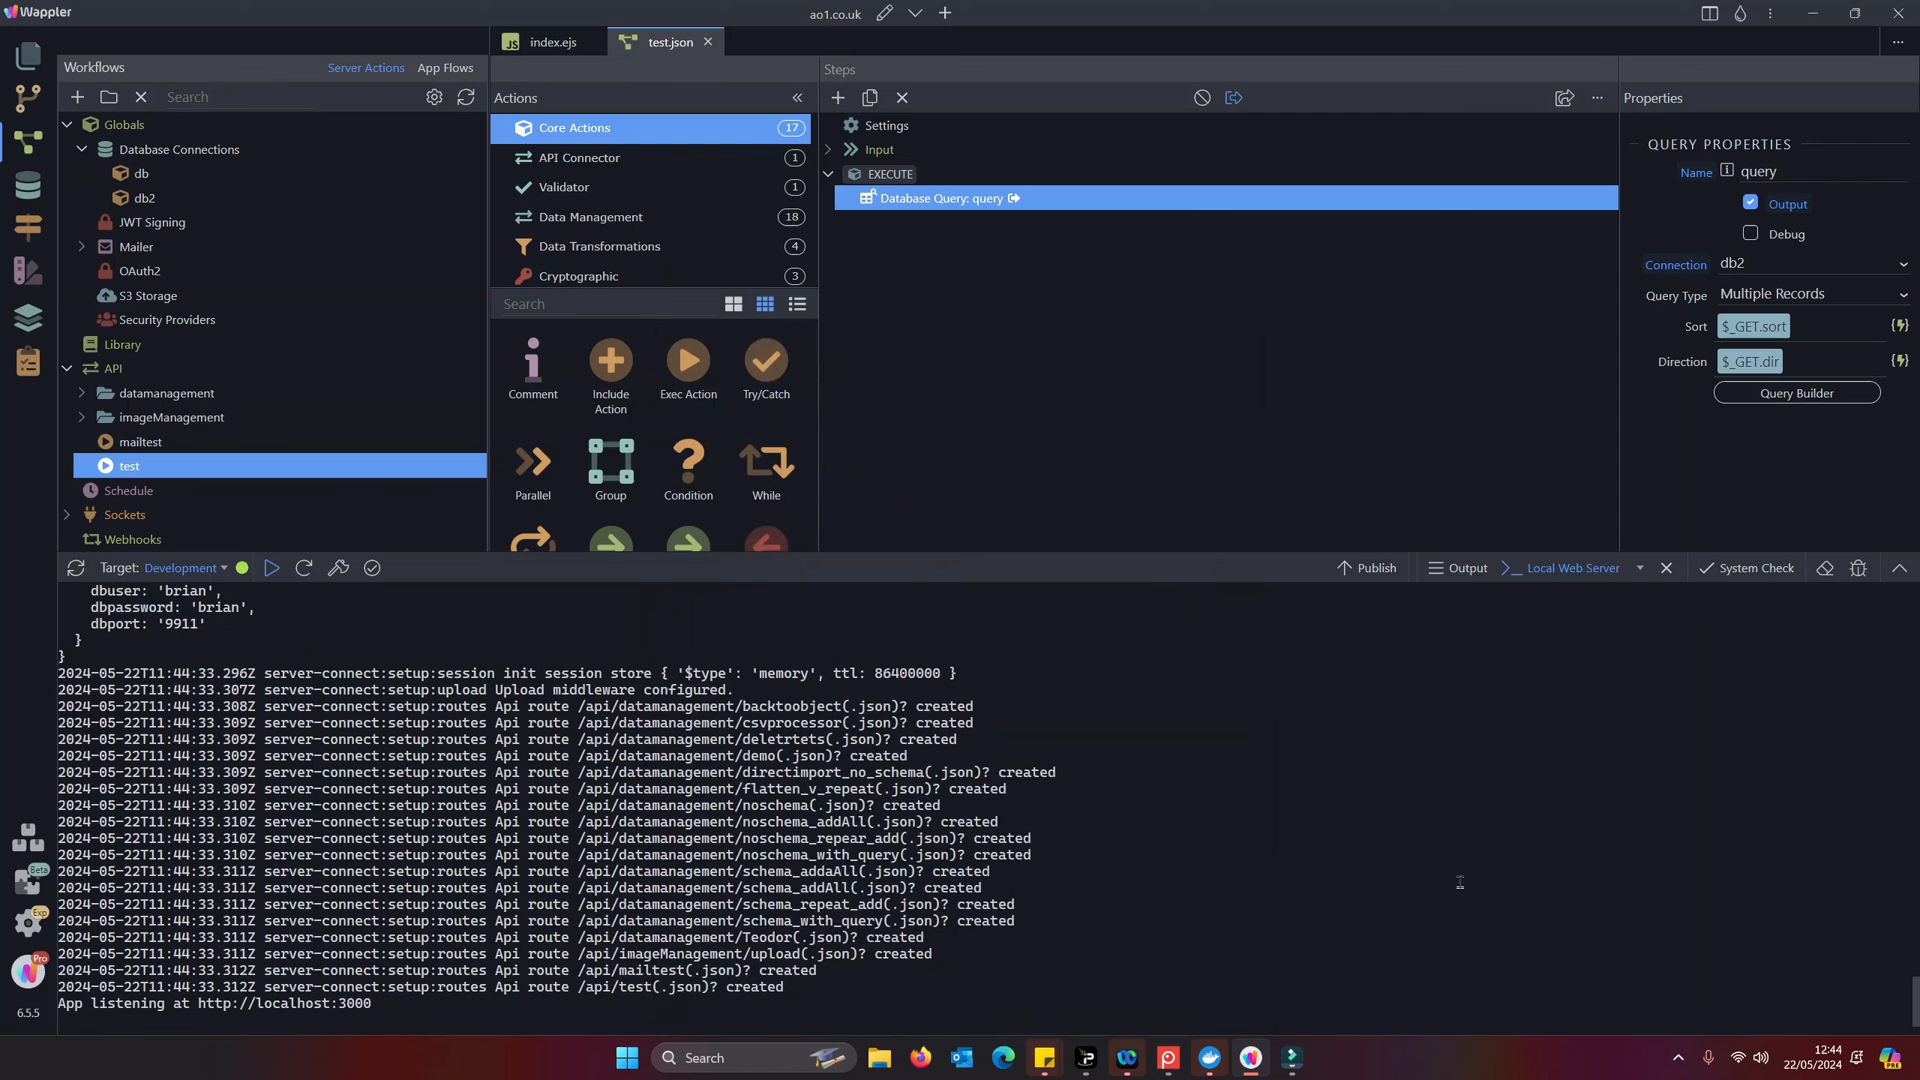 Wappler
ao1.co.uk
index.ejs
test.json
Workflows
Server Actions
App Flows
Search
Globals
Database Connections
db
db2
JWT Signing
Mailer
OAuth2
S3 Storage
Security Providers
Library
API
datamanagement
imageManagement
mailtest
test
Schedule
Sockets
Webhooks
Actions
Core Actions 17
API Connector 1
Validator 1
Data Management 18
Data Transformations 4
Cryptographic 3
Search
Comment
Include Action
Exec Action
Try/Catch
Parallel
Group
Condition
While
Steps
Settings
Input
EXECUTE
Database Query: query
Properties
QUERY PROPERTIES
Name query
Output
Debug
Connection db2
Query Type Multiple Records
Sort $_GET.sort
Direction $_GET.dir
Query Builder
Target: Development
Publish
Output
Local Web Server
System Check
dbuser: 'brian',
dbpassword: 'brian',
dbport: '9911'
}
}
2024-05-22T11:44:33.296Z server-connect:setup:session init session store { '$type': 'memory', ttl: 86400000 }
2024-05-22T11:44:33.307Z server-connect:setup:upload Upload middleware configured.
2024-05-22T11:44:33.308Z server-connect:setup:routes Api route /api/datamanagement/backtoobject(.json)? created
2024-05-22T11:44:33.309Z server-connect:setup:routes Api route /api/datamanagement/csvprocessor(.json)? created
2024-05-22T11:44:33.309Z server-connect:setup:routes Api route /api/datamanagement/deletrtets(.json)? created
2024-05-22T11:44:33.309Z server-connect:setup:routes Api route /api/datamanagement/demo(.json)? created
2024-05-22T11:44:33.309Z server-connect:setup:routes Api route /api/datamanagement/directimport_no_schema(.json)? created
2024-05-22T11:44:33.309Z server-connect:setup:routes Api route /api/datamanagement/flatten_v_repeat(.json)? created
2024-05-22T11:44:33.310Z server-connect:setup:routes Api route /api/datamanagement/noschema(.json)? created
2024-05-22T11:44:33.310Z server-connect:setup:routes Api route /api/datamanagement/noschema_addAll(.json)? created
2024-05-22T11:44:33.310Z server-connect:setup:routes Api route /api/datamanagement/noschema_repear_add(.json)? created
2024-05-22T11:44:33.310Z server-connect:setup:routes Api route /api/datamanagement/noschema_with_query(.json)? created
2024-05-22T11:44:33.311Z server-connect:setup:routes Api route /api/datamanagement/schema_addaAll(.json)? created
2024-05-22T11:44:33.311Z server-connect:setup:routes Api route /api/datamanagement/schema_addAll(.json)? created
2024-05-22T11:44:33.311Z server-connect:setup:routes Api route /api/datamanagement/schema_repeat_add(.json)? created
2024-05-22T11:44:33.311Z server-connect:setup:routes Api route /api/datamanagement/schema_with_query(.json)? created
2024-05-22T11:44:33.311Z server-connect:setup:routes Api route /api/datamanagement/Teodor(.json)? created
2024-05-22T11:44:33.311Z server-connect:setup:routes Api route /api/imageManagement/upload(.json)? created
2024-05-22T11:44:33.312Z server-connect:setup:routes Api route /api/mailtest(.json)? created
2024-05-22T11:44:33.312Z server-connect:setup:routes Api route /api/test(.json)? created
App listening at http://localhost:3000
Beta
Exp
Pro
6.5.5
Search
12:44
22/05/2024
PRE